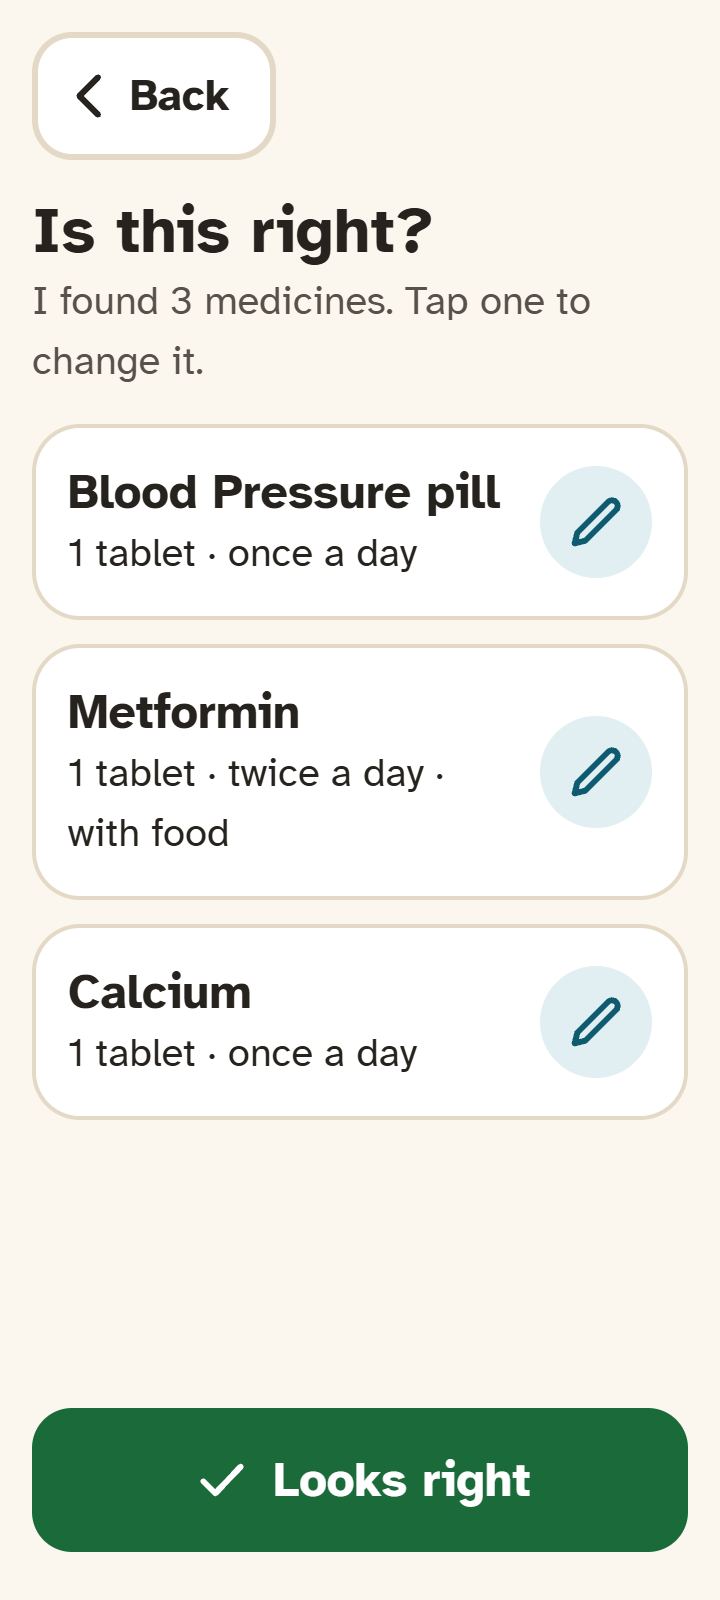 Back
Is this right?
I found 3 medicines. Tap one to
change it.
Blood Pressure pill
1 tablet · once a day
Metformin
1 tablet · twice a day ·
with food
Calcium
1 tablet · once a day
Looks right